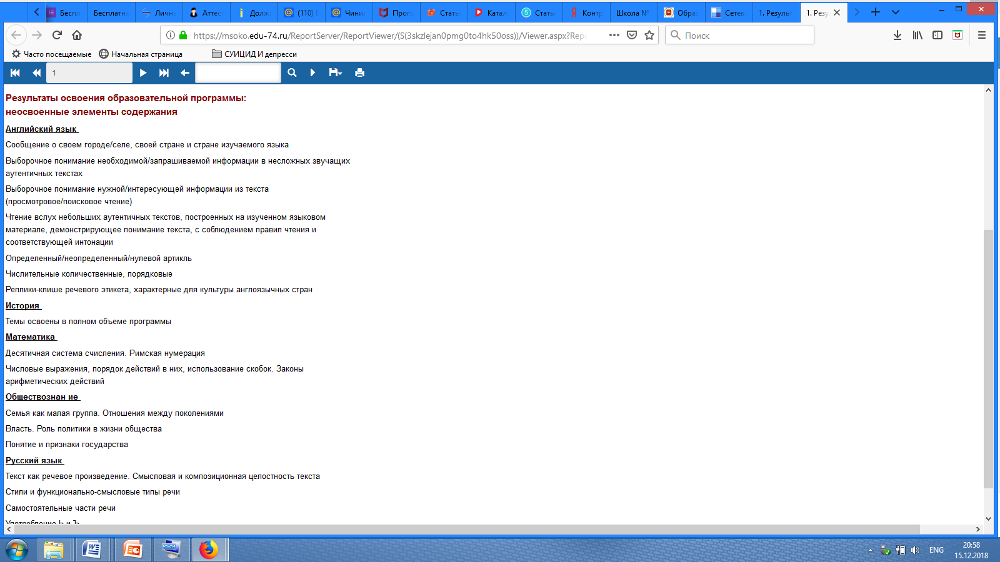 Беспл
Бесплатн
Личн
Аттес
Долж
(110) В
Чини
Прогр
Стать
Катал
Стать
Контр
Школа №
Обра
Сетев
1. Резуль
1. Резу
https://msoko.edu-74.ru/ReportServer/ReportViewer/(S(3skzlejan0pmg0to4hk50oss))/Viewer.aspx?Rep
Поиск
Часто посещаемые
Начальная страница
СУИЦИД И депресси
1
Результаты освоения образовательной программы:
неосвоенные элементы содержания
Английский язык
Сообщение о своем городе/селе, своей стране и стране изучаемого языка
Выборочное понимание необходимой/запрашиваемой информации в несложных звучащих
аутентичных текстах
Выборочное понимание нужной/интересующей информации из текста
(просмотровое/поисковое чтение)
Чтение вслух небольших аутентичных текстов, построенных на изученном языковом
материале, демонстрирующее понимание текста, с соблюдением правил чтения и
соответствующей интонации
Определенный/неопределенный/нулевой артикль
Числительные количественные, порядковые
Реплики-клише речевого этикета, характерные для культуры англоязычных стран
История
Темы освоены в полном объеме программы
Математика
Десятичная система счисления. Римская нумерация
Числовые выражения, порядок действий в них, использование скобок. Законы
арифметических действий
Обществознан ие
Семья как малая группа. Отношения между поколениями
Власть. Роль политики в жизни общества
Понятие и признаки государства
Русский язык
Текст как речевое произведение. Смысловая и композиционная целостность текста
Стили и функционально-смысловые типы речи
Самостоятельные части речи
Употребление Ь и Ъ
ENG
20:58
15.12.2018